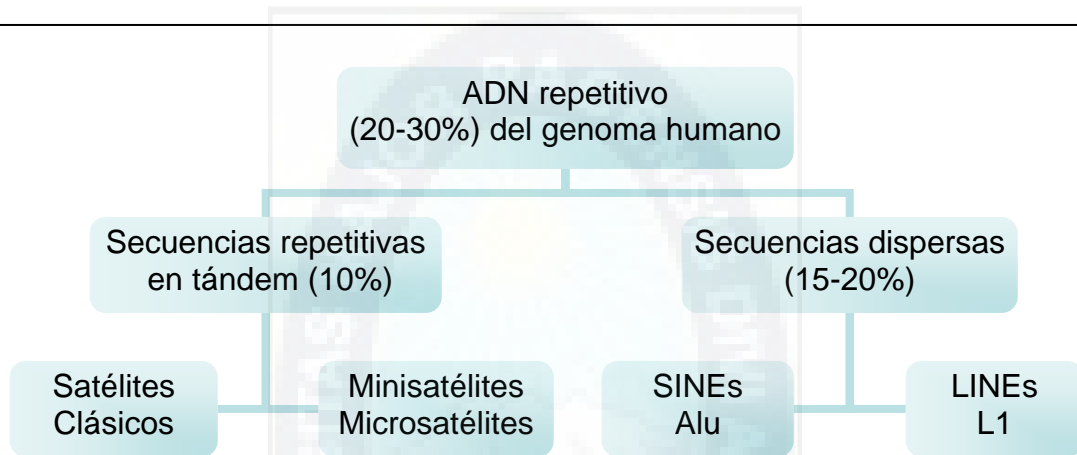 ADN repetitivo
(20-30%) del genoma humano
Secuencias repetitivas
en tándem (10%)
Secuencias dispersas
(15-20%)
Satélites
Clásicos
Minisatélites
Microsatélites
SINEs
Alu
LINEs
L1